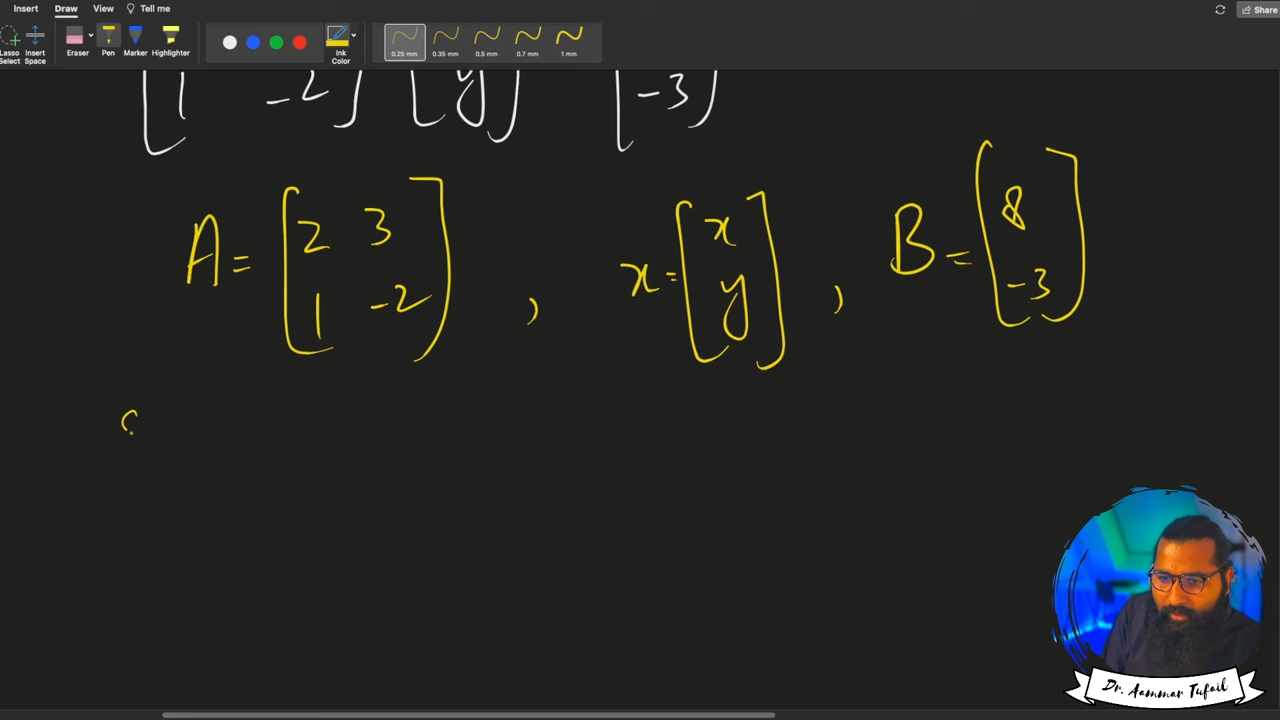 Insert Draw View Tell me Share
Lasso Select Insert Space Eraser Pen Marker Highlighter Ink Color 0.25 mm 0.35 mm 0.5 mm 0.7 mm 1 mm
[1 -2] [y] [-3]
A = [2 3
1 -2] , x = [x
y] , B = [8
-3]
Dr. Aammar Tufail